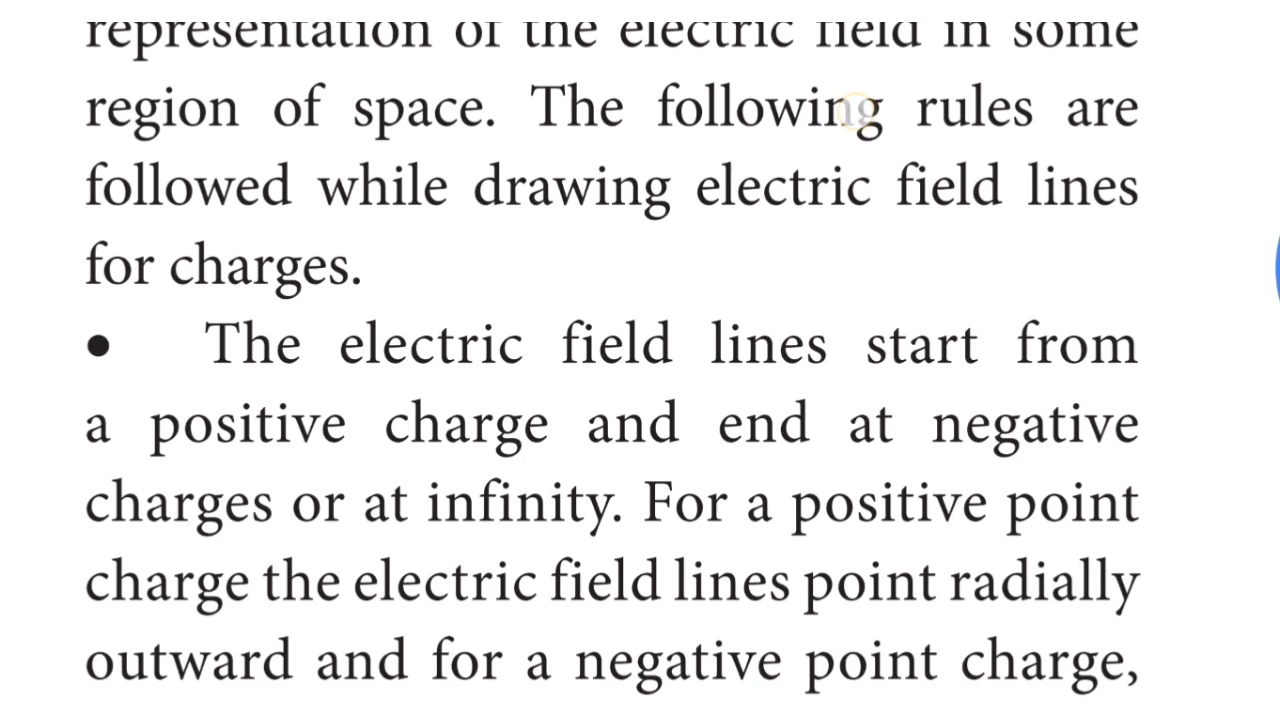 representation of the electric field in some
region of space. The following rules are
followed while drawing electric field lines
for charges.
• The electric field lines start from
a positive charge and end at negative
charges or at infinity. For a positive point
charge the electric field lines point radially
outward and for a negative point charge,